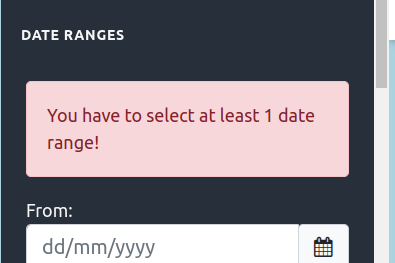 DATE RANGES
You have to select at least 1 date
range!
From:
dd/mm/yyyy